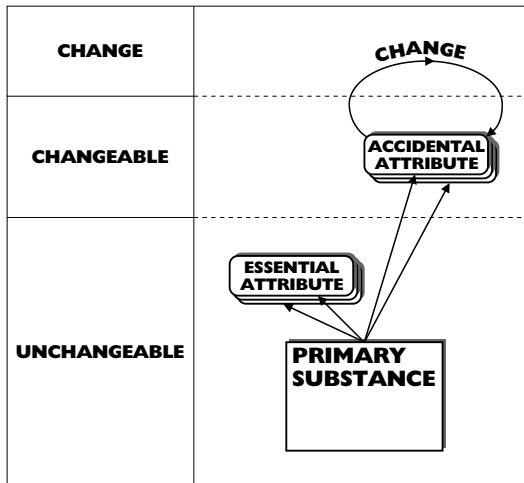 CHANGE
CHANGE
CHANGEABLE
ACCIDENTAL
ATTRIBUTE
ESSENTIAL
ATTRIBUTE
UNCHANGEABLE
PRIMARY
SUBSTANCE